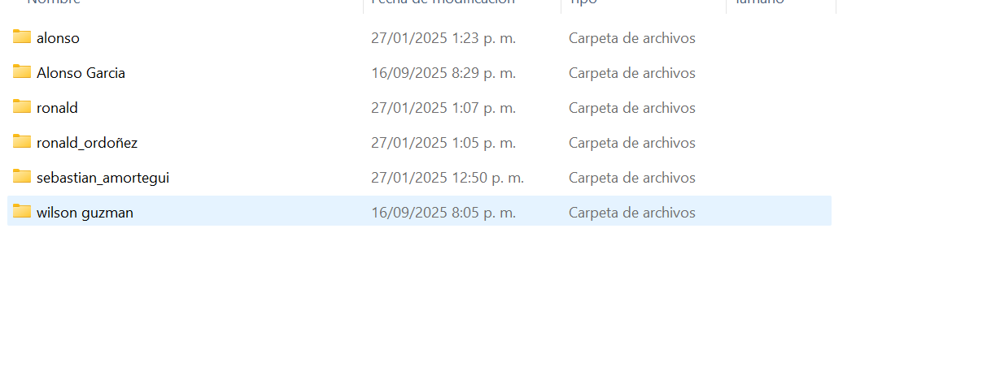 Nombre Fecha de modificación Tipo Tamaño
alonso 27/01/2025 1:23 p. m. Carpeta de archivos
Alonso Garcia 16/09/2025 8:29 p. m. Carpeta de archivos
ronald 27/01/2025 1:07 p. m. Carpeta de archivos
ronald_ordoñez 27/01/2025 1:05 p. m. Carpeta de archivos
sebastian_amortegui 27/01/2025 12:50 p. m. Carpeta de archivos
wilson guzman 16/09/2025 8:05 p. m. Carpeta de archivos